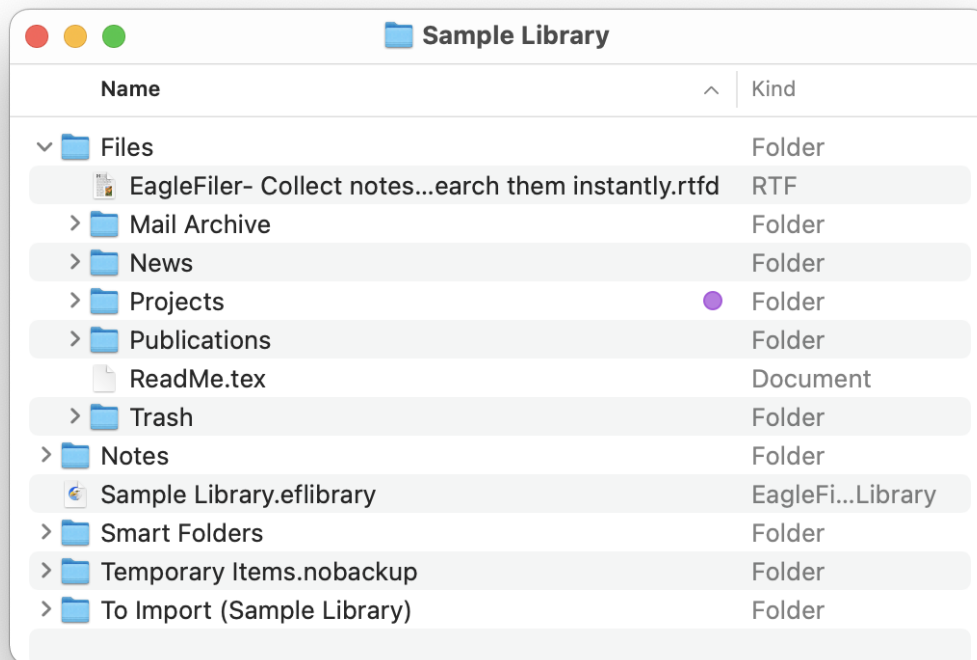 Sample Library
Name Kind
Files Folder
EagleFiler- Collect notes...earch them instantly.rtfd RTF
Mail Archive Folder
News Folder
Projects Folder
Publications Folder
ReadMe.tex Document
Trash Folder
Notes Folder
Sample Library.eflibrary EagleFi...Library
Smart Folders Folder
Temporary Items.nobackup Folder
To Import (Sample Library) Folder